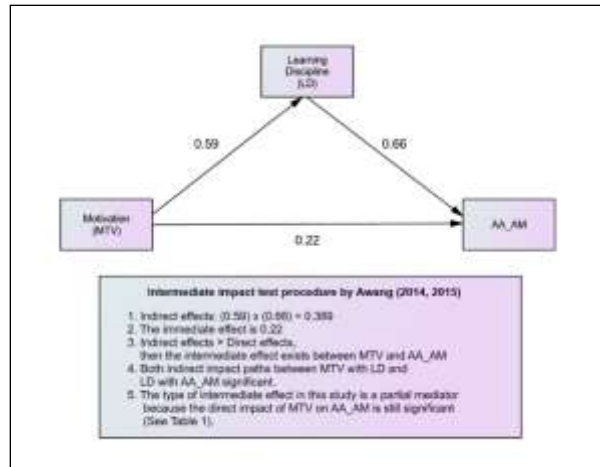 Learning
Discipline
(LD)
0.59
0.66
Motivation
(MTV)
AA_AM
0.22
Intermediate impact test procedure by Awang (2014, 2015)
1. Indirect effects: (0.59) x (0.66) = 0.389
2. The immediate effect is 0.22
3. Indirect effects > Direct effects,
then the intermediate effect exists between MTV and AA_AM
4. Both Indirect impact paths between MTV with LD and
LD with AA_AM significant.
5. The type of intermediate effect in this study is a partial mediator
because the direct impact of MTV on AA_AM is still significant
(See Table 1).